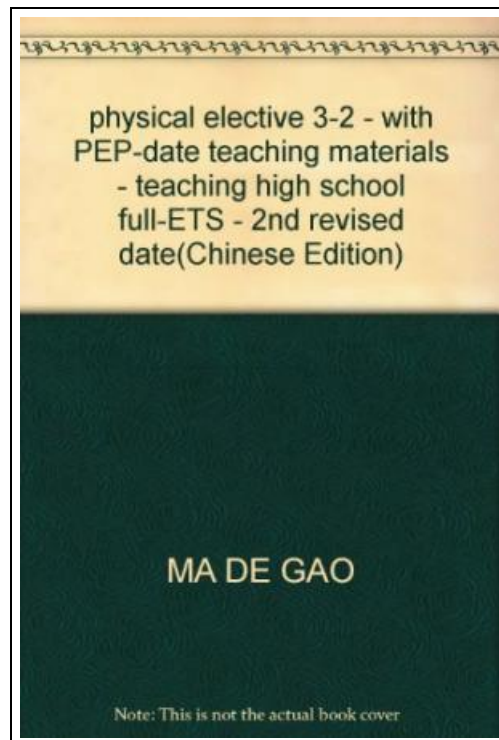 physical elective 3-2 - with
PEP-date teaching materials
- teaching high school
full-ETS - 2nd revised
date(Chinese Edition)
MA DE GAO
Note: This is not the actual book cover